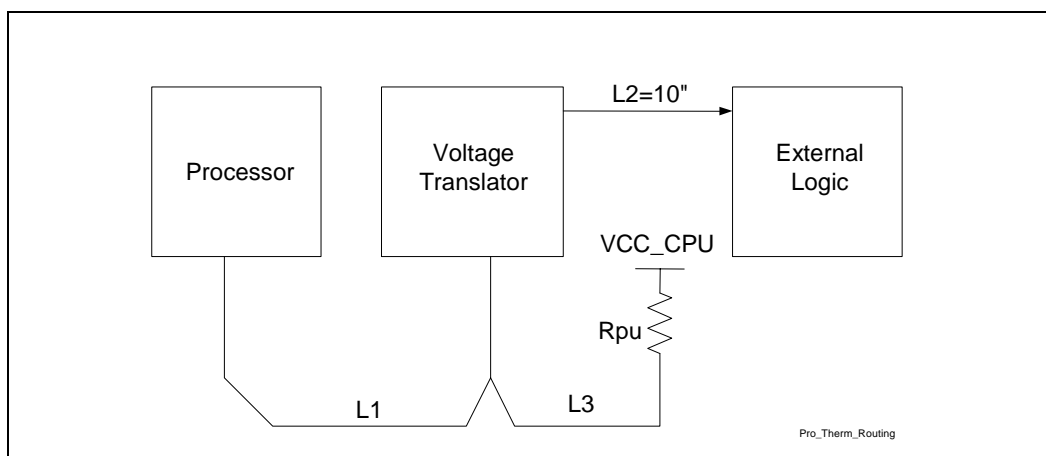 L2=10"
Processor
Voltage
Translator
External
Logic
VCC_CPU
Rpu
L1
L3
Pro_Therm_Routing